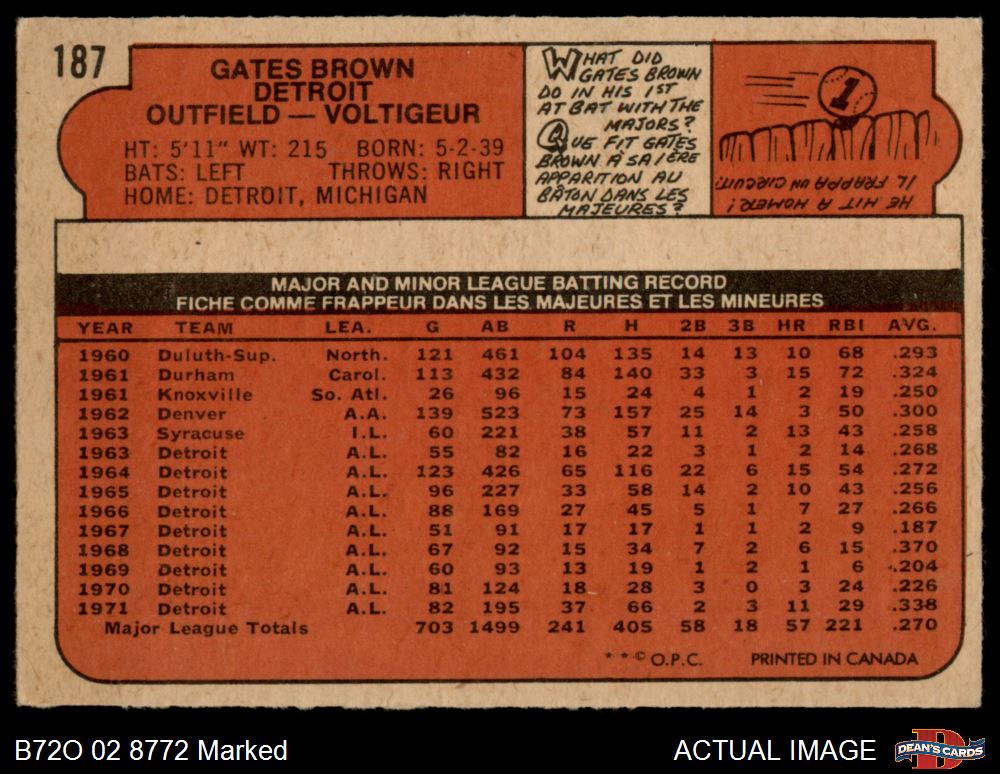 187
GATES BROWN
DETROIT
OUTFIELD — VOLTIGEUR
HT: 5'11" WT: 215 BORN: 5-2-39
BATS: LEFT THROWS: RIGHT
HOME: DETROIT, MICHIGAN
WHAT DID
GATES BROWN
DO IN HIS 1ST
AT BAT WITH THE
MAJORS?
QUE FIT GATES
BROWN À SA 1ÈRE
APPARITION AU
BÂTON DANS LES
MAJEURES?
1
HE HIT A HOMER!
IL FRAPPA UN CIRCUIT.
MAJOR AND MINOR LEAGUE BATTING RECORD
FICHE COMME FRAPPEUR DANS LES MAJEURES ET LES MINEURES
YEAR TEAM LEA. G AB R H 2B 3B HR RBI AVG.
1960 Duluth-Sup. North. 121 461 104 135 14 13 10 68 .293
1961 Durham Carol. 113 432 84 140 33 3 15 72 .324
1961 Knoxville So. Atl. 26 96 15 24 4 1 2 19 .250
1962 Denver A.A. 139 523 73 157 25 14 3 50 .300
1963 Syracuse I.L. 60 221 38 57 11 2 13 43 .258
1963 Detroit A.L. 55 82 16 22 3 1 2 14 .268
1964 Detroit A.L. 123 426 65 116 22 6 15 54 .272
1965 Detroit A.L. 96 227 33 58 14 2 10 43 .256
1966 Detroit A.L. 88 169 27 45 5 1 7 27 .266
1967 Detroit A.L. 51 91 17 17 1 1 2 9 .187
1968 Detroit A.L. 67 92 15 34 7 2 6 15 .370
1969 Detroit A.L. 60 93 13 19 1 2 1 6 .204
1970 Detroit A.L. 81 124 18 28 3 0 3 24 .226
1971 Detroit A.L. 82 195 37 66 2 3 11 29 .338
Major League Totals 703 1499 241 405 58 18 57 221 .270
* * © O.P.C. PRINTED IN CANADA
B72O 02 8772 Marked
ACTUAL IMAGE
DEAN'S CARDS